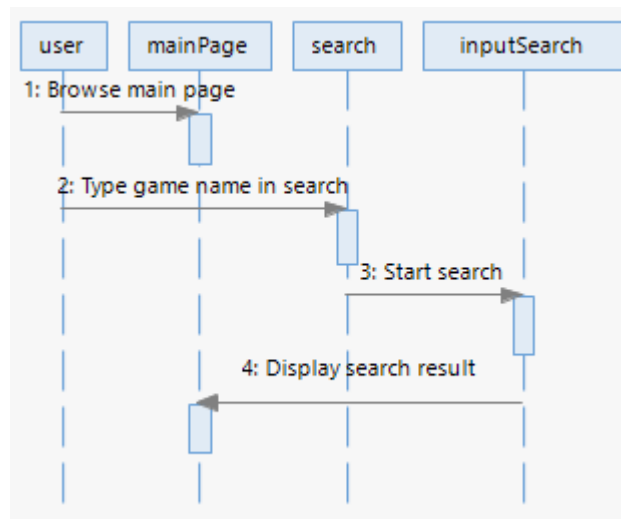 user mainPage search inputSearch
1: Browse main page
2: Type game name in search
3: Start search
4: Display search result